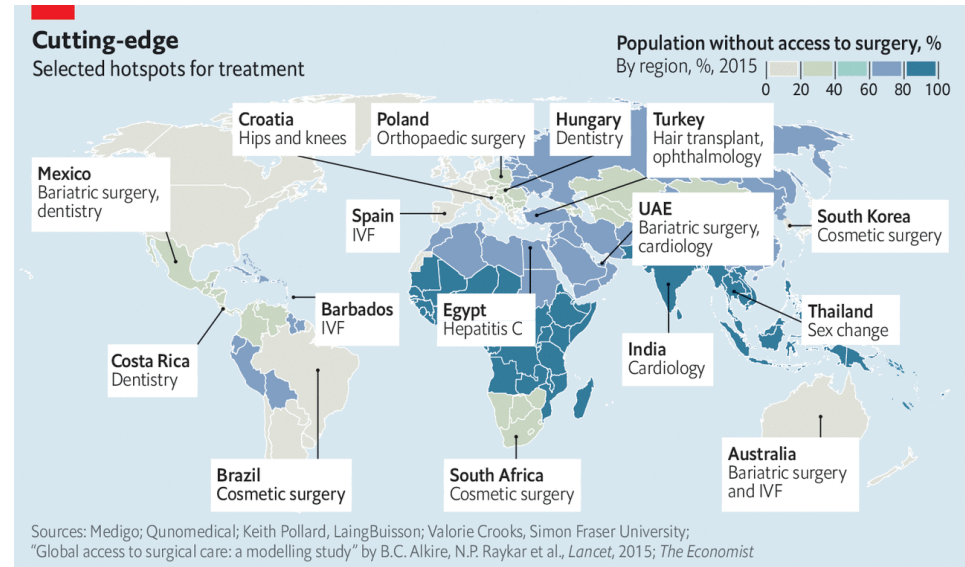 Cutting-edge
Selected hotspots for treatment
Population without access to surgery, %
By region, %, 2015
0 20 40 60 80 100
Croatia
Hips and knees
Poland
Orthopaedic surgery
Hungary
Dentistry
Turkey
Hair transplant,
ophthalmology
Mexico
Bariatric surgery,
dentistry
Spain
IVF
UAE
Bariatric surgery,
cardiology
South Korea
Cosmetic surgery
Barbados
IVF
Egypt
Hepatitis C
Thailand
Sex change
Costa Rica
Dentistry
India
Cardiology
Brazil
Cosmetic surgery
South Africa
Cosmetic surgery
Australia
Bariatric surgery
and IVF
Sources: Medigo; Qunomedical; Keith Pollard, LaingBuisson; Valorie Crooks, Simon Fraser University;
“Global access to surgical care: a modelling study” by B.C. Alkire, N.P. Raykar et al., Lancet, 2015; The Economist